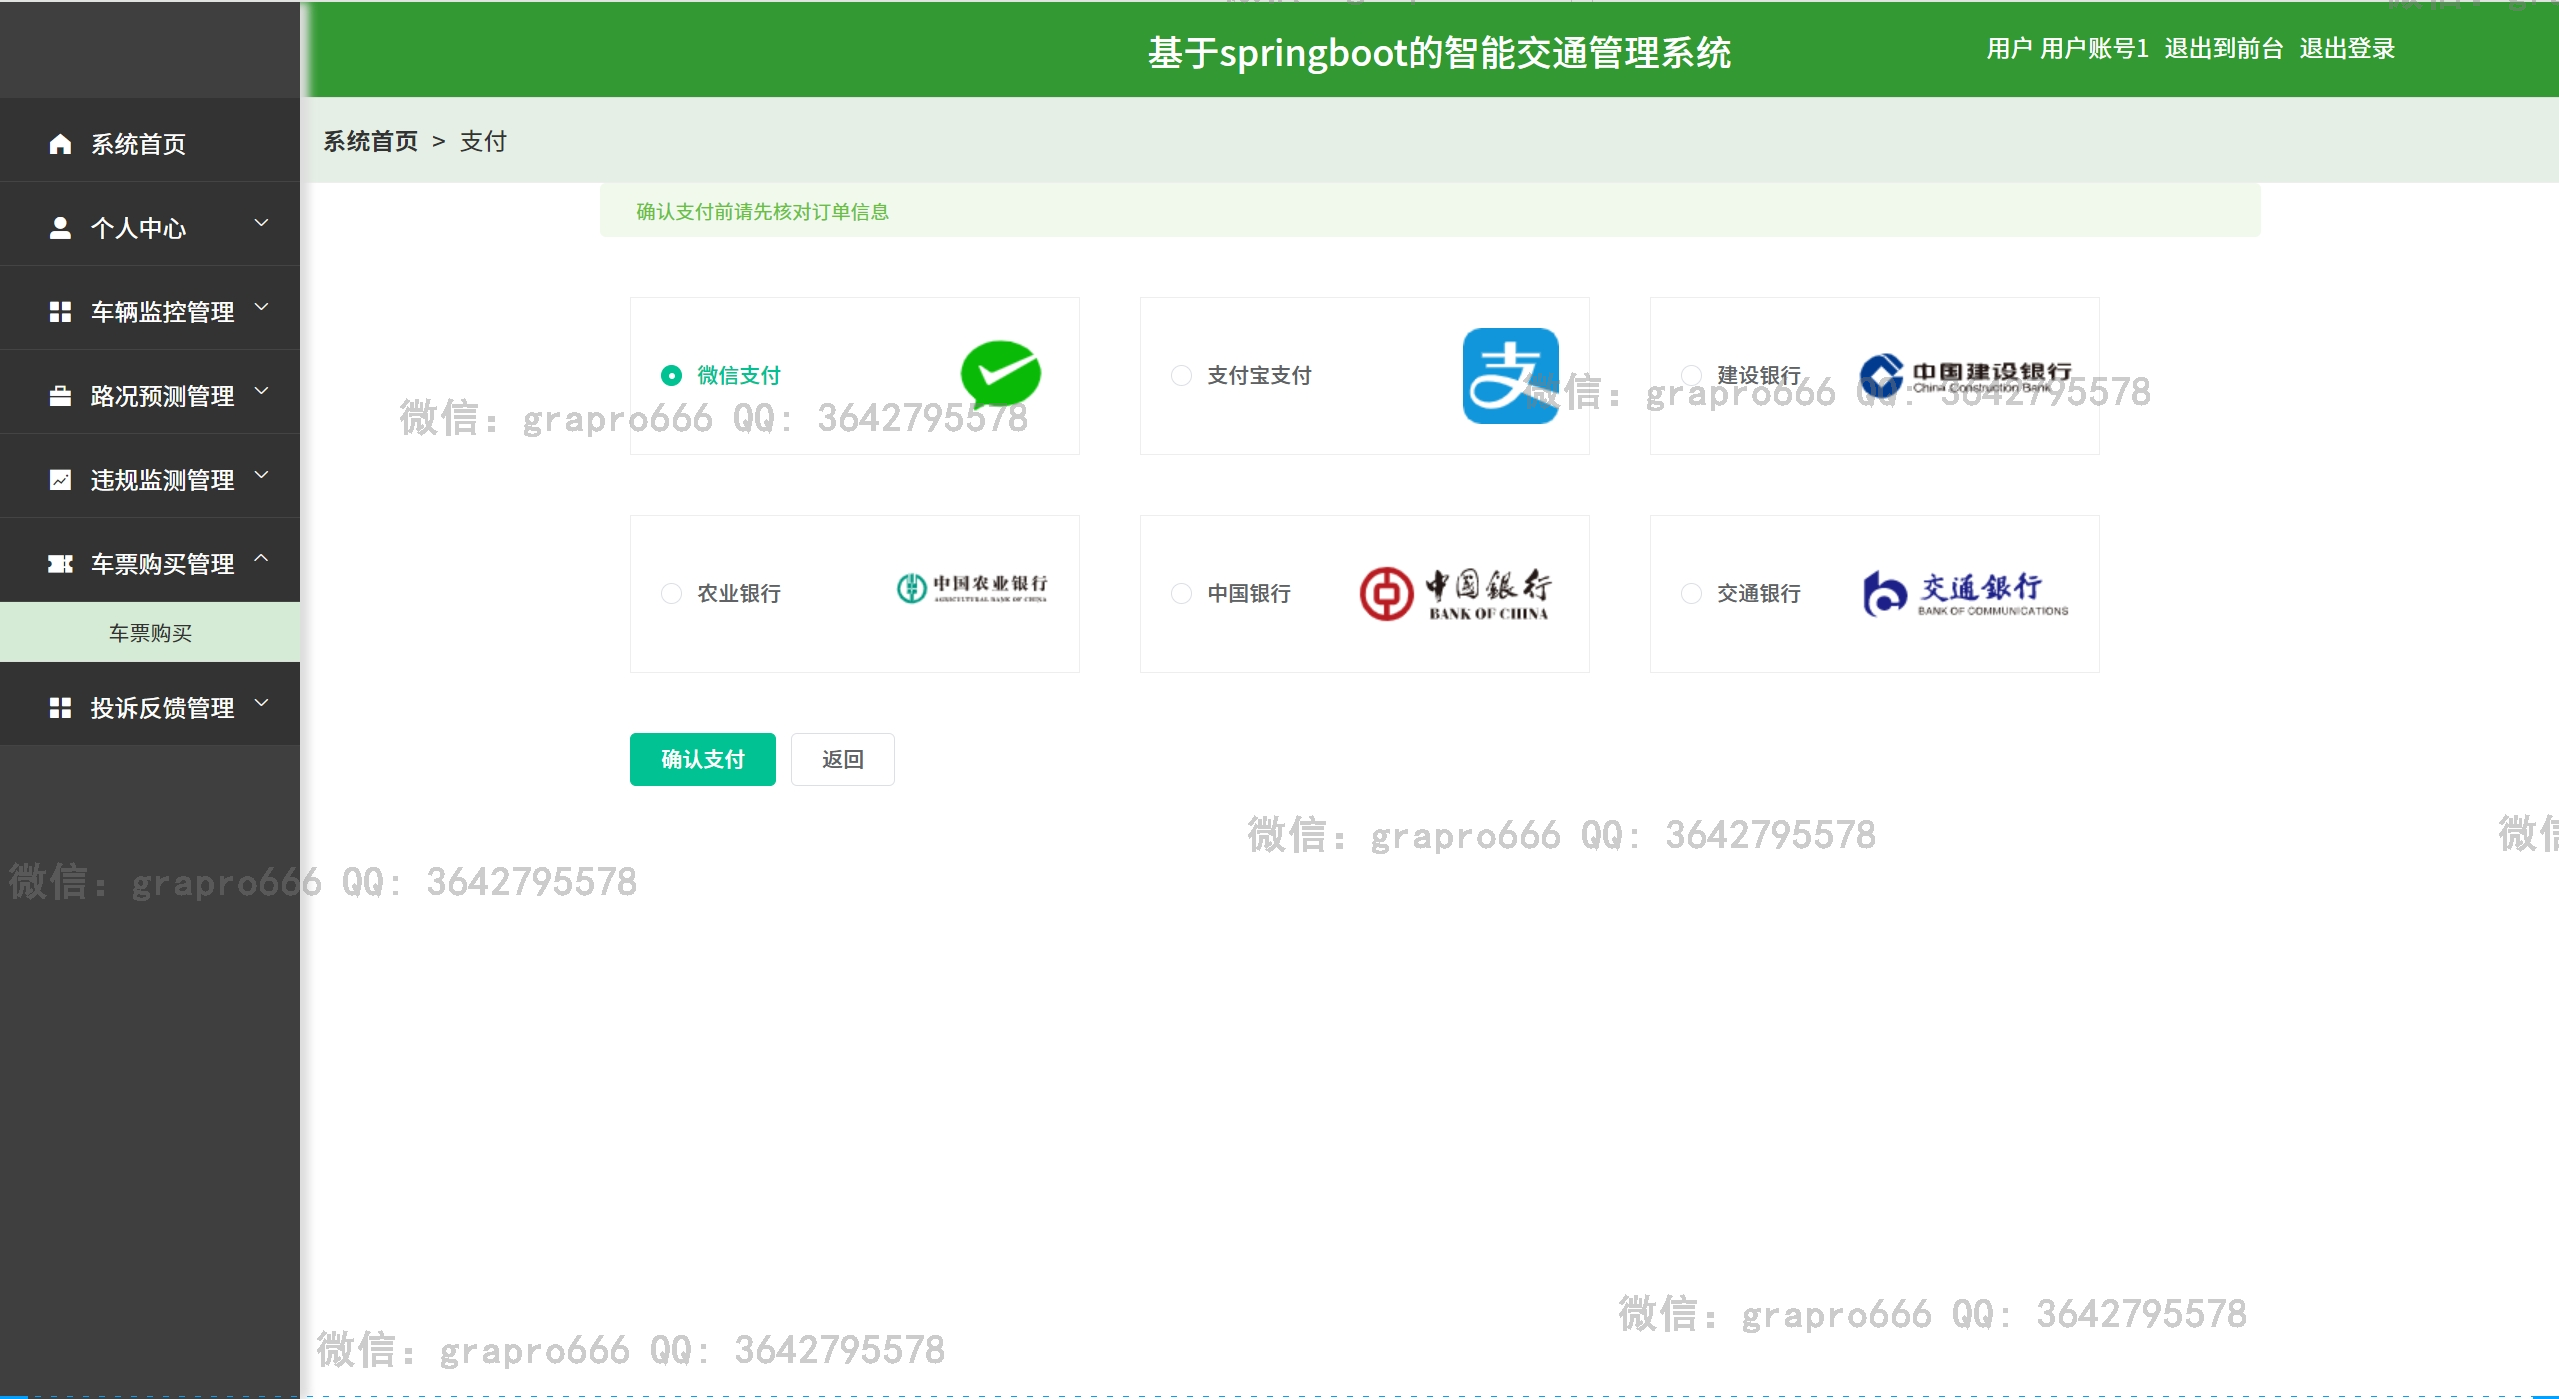 基于springboot的智能交通管理系统
用户 用户账号1 退出到前台 退出登录
系统首页
个人中心
车辆监控管理
路况预测管理
违规监测管理
车票购买管理
车票购买
投诉反馈管理
系统首页 > 支付
确认支付前请先核对订单信息
微信支付
支付宝支付
支
建设银行
中国建设银行
China Construction Bank
微信：grapro666 QQ: 3642795578
微信：grapro666 QQ: 3642795578
农业银行
中国农业银行
AGRICULTURAL BANK OF CHINA
中国银行
中国銀行
BANK OF CHINA
交通银行
交通銀行
BANK OF COMMUNICATIONS
确认支付
返回
微信：grapro666 QQ: 3642795578
微信
微信：grapro666 QQ: 3642795578
微信：grapro666 QQ: 3642795578
微信：grapro666 QQ: 3642795578